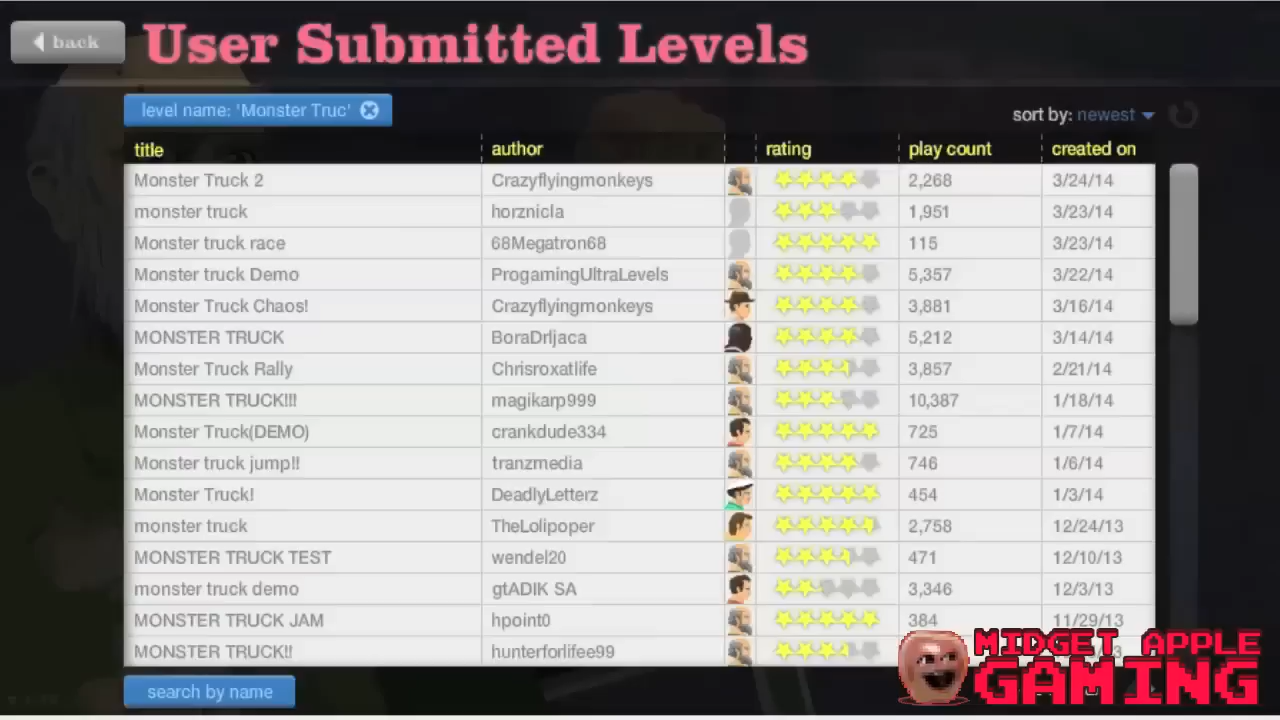 back
User Submitted Levels
level name: 'Monster Truc'
sort by: newest
title author rating play count created on
Monster Truck 2 Crazyflyingmonkeys 2,268 3/24/14
monster truck horznicla 1,951 3/23/14
Monster truck race 68Megatron68 115 3/23/14
Monster truck Demo ProgamingUltraLevels 5,357 3/22/14
Monster Truck Chaos! Crazyflyingmonkeys 3,881 3/16/14
MONSTER TRUCK BoraDrljaca 5,212 3/14/14
Monster Truck Rally Chrisroxatlife 3,857 2/21/14
MONSTER TRUCK!!! magikarp999 10,387 1/18/14
Monster Truck(DEMO) crankdude334 725 1/7/14
Monster truck jump!! tranzmedia 746 1/6/14
Monster Truck! DeadlyLetterz 454 1/3/14
monster truck TheLolipoper 2,758 12/24/13
MONSTER TRUCK TEST wendel20 471 12/10/13
monster truck demo gtADIK SA 3,346 12/3/13
MONSTER TRUCK JAM hpoint0 384 11/29/13
MONSTER TRUCK!! hunterforlifee99
MIDGET APPLE
GAMING
search by name